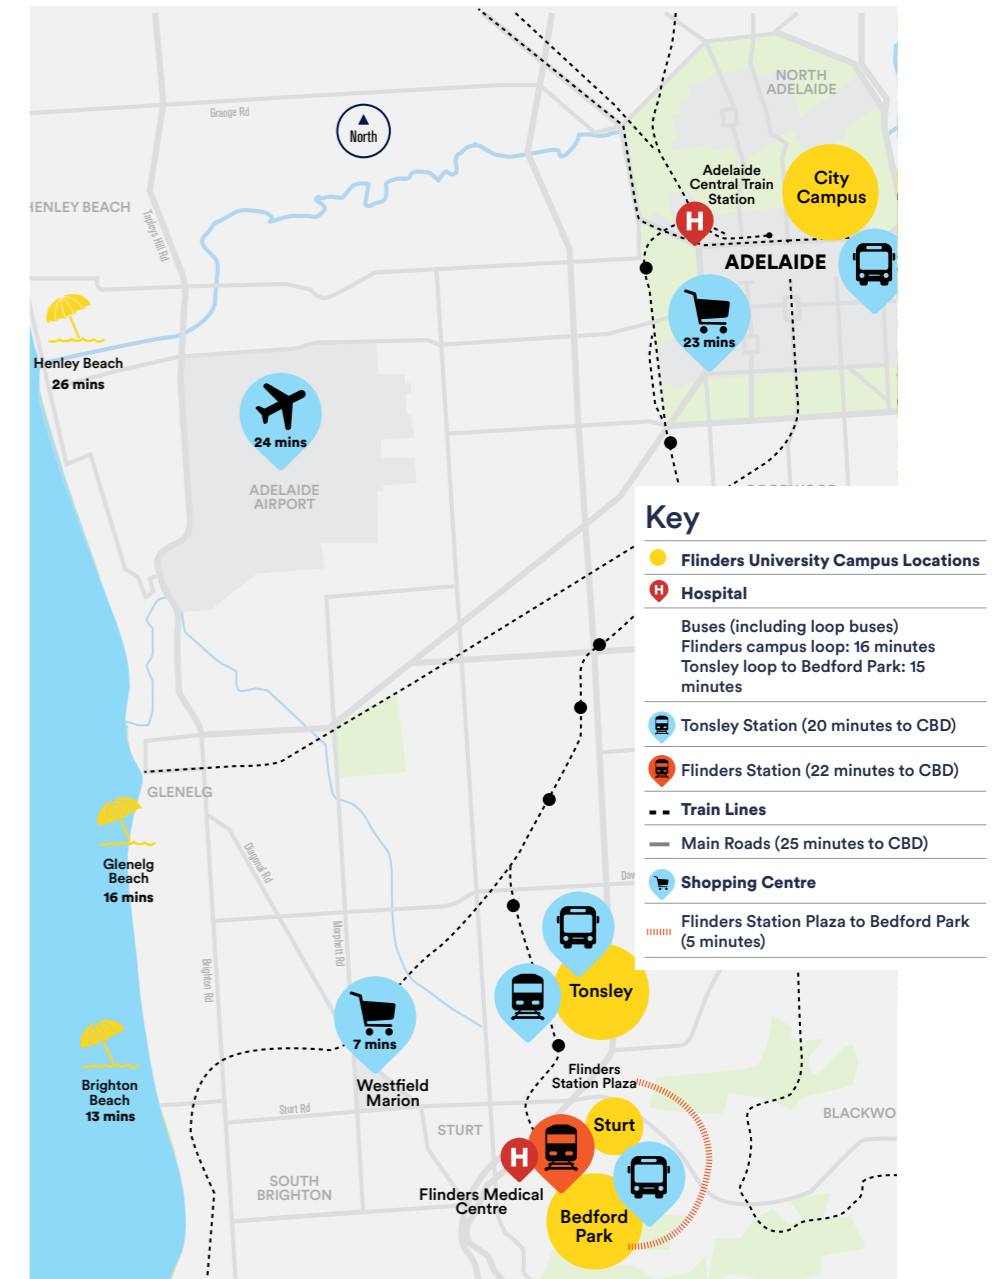 NORTH
ADELAIDE
Grange Rd
North
Adelaide
Central Train
Station
City
Campus
HENLEY BEACH
Tapleys Hill Rd
H
ADELAIDE
23 mins
Henley Beach
26 mins
24 mins
ADELAIDE
AIRPORT
Key
Flinders University Campus Locations
H
Hospital
Buses (including loop buses)
Flinders campus loop: 16 minutes
Tonsley loop to Bedford Park: 15
minutes
Tonsley Station (20 minutes to CBD)
Flinders Station (22 minutes to CBD)
Train Lines
Main Roads (25 minutes to CBD)
Shopping Centre
Flinders Station Plaza to Bedford Park
(5 minutes)
GLENELG
Glenelg
Beach
16 mins
Diagonal Rd
Morphett Rd
Brighton Rd
Tonsley
7 mins
Westfield
Marion
Brighton
Beach
13 mins
Flinders
Station Plaza
Sturt Rd
STURT
Sturt
BLACKWO
H
SOUTH
BRIGHTON
Flinders Medical
Centre
Bedford
Park